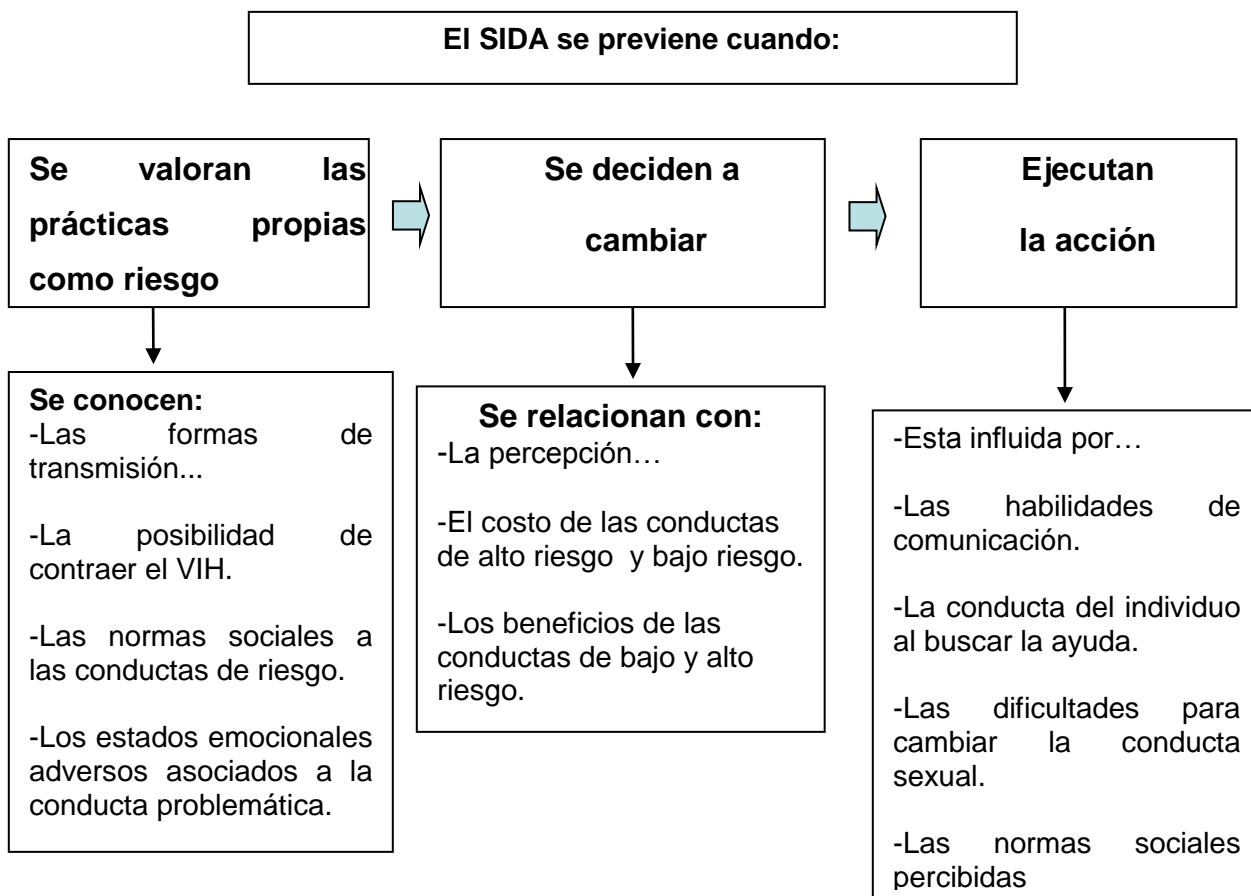 El SIDA se previene cuando:
Se valoran las
prácticas propias
como riesgo
Se deciden a
cambiar
Ejecutan
la acción
Se conocen:
-Las formas de
transmisión...
-La posibilidad de
contraer el VIH.
-Las normas sociales a
las conductas de riesgo.
-Los estados emocionales
adversos asociados a la
conducta problemática.
Se relacionan con:
-La percepción…
-El costo de las conductas
de alto riesgo y bajo riesgo.
-Los beneficios de las
conductas de bajo y alto
riesgo.
-Esta influida por…
-Las habilidades de
comunicación.
-La conducta del individuo
al buscar la ayuda.
-Las dificultades para
cambiar la conducta
sexual.
-Las normas sociales
percibidas